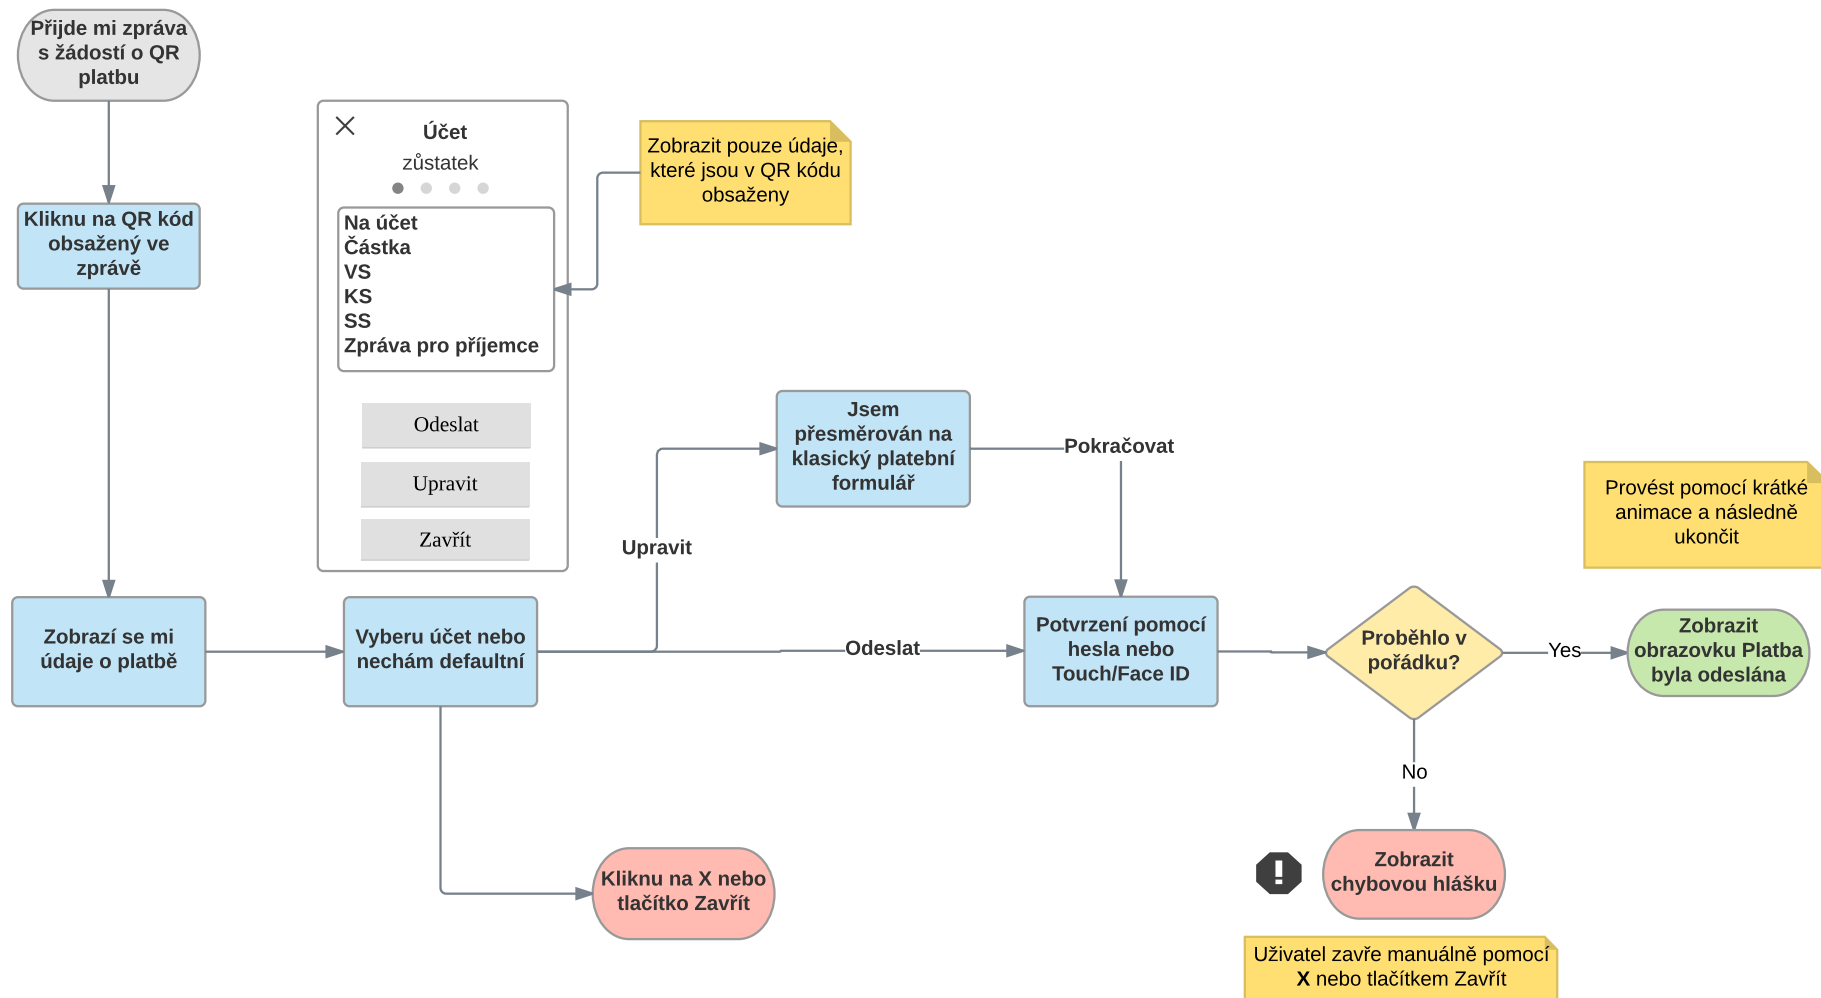 Přijde mi zpráva
s žádostí o QR
platbu
Kliknu na QR kód
obsažený ve
zprávě
Zobrazí se mi
údaje o platbě
Účet
zůstatek
Na účet
Částka
VS
KS
SS
Zpráva pro příjemce
Odeslat
Upravit
Zavřít
Zobrazit pouze údaje,
které jsou v QR kódu
obsaženy
Vyberu účet nebo
nechám defaultní
Upravit
Jsem
přesměrován na
klasický platební
formulář
Pokračovat
Odeslat
Potvrzení pomocí
hesla nebo
Touch/Face ID
Proběhlo v
pořádku?
Yes
Provést pomocí krátké
animace a následně
ukončit
Zobrazit
obrazovku Platba
byla odeslána
No
Zobrazit
chybovou hlášku
Uživatel zavře manuálně pomocí
X nebo tlačítkem Zavřít
Kliknu na X nebo
tlačítko Zavřít